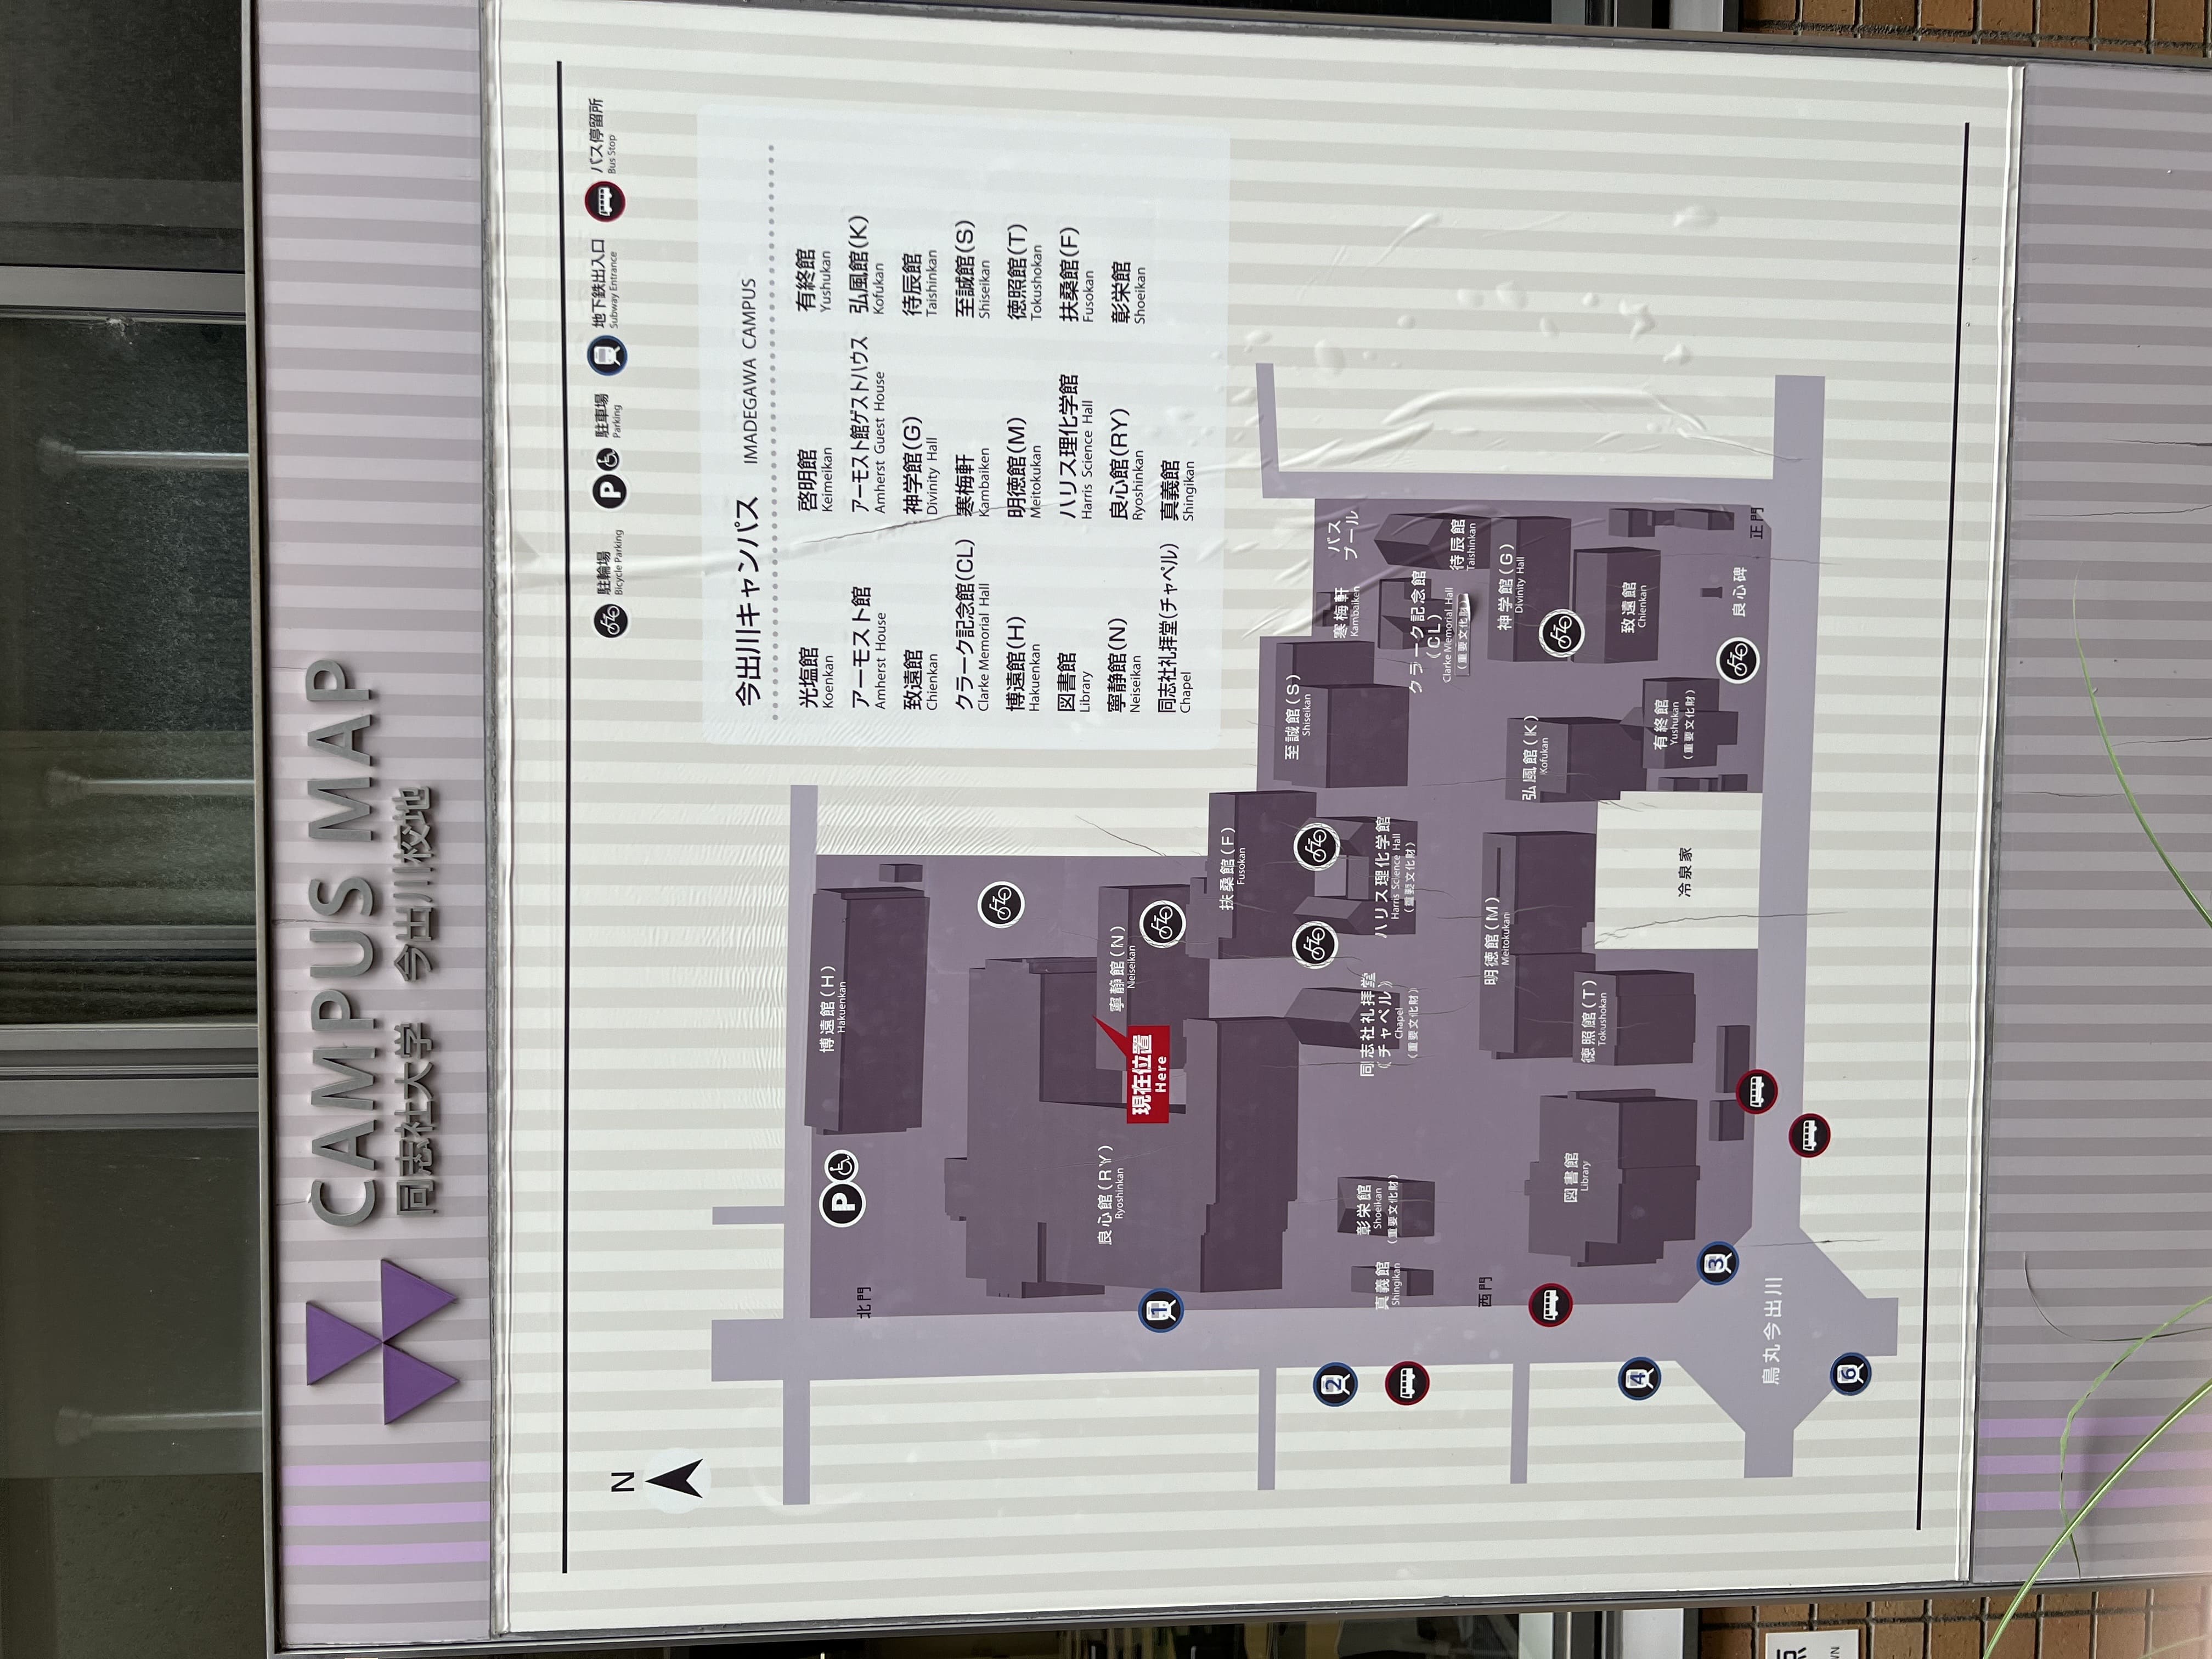 CAMPUS MAP
同志社大学 今出川校地
N
駐輪場
Bicycle Parking
P
駐車場
Parking
地下鉄出入口
Subway Entrance
バス停留所
Bus Stop
今出川キャンパス IMADEGAWA CAMPUS
光塩館 啓明館 有終館
Koenkan Keimeikan Yushukan
アーモスト館 アーモスト館ゲストハウス 弘風館(K)
Amherst House Amherst Guest House Kofukan
致遠館 神学館(G) 待辰館
Chienkan Divinity Hall Taishinkan
クラーク記念館(CL) 寒梅軒 至誠館(S)
Clarke Memorial Hall Kambaiken Shiseikan
博遠館(H) 明徳館(M) 徳照館(T)
Hakuenkan Meitokukan Tokushokan
図書館 ハリス理化学館 扶桑館(F)
Library Harris Science Hall Fusokan
寧静館(N) 良心館(RY) 彰栄館
Neiseikan Ryoshinkan Shoeikan
同志社礼拝堂(チャペル) 真義館
Chapel Shingikan
博遠館(H)
Hakuenkan
P
北門
良心館(RY)
Ryoshinkan
寧静館(N)
Neiseikan
現在位置
Here
1
扶桑館(F)
Fusokan
至誠館(S)
Shiseikan
2
寒梅軒
Kambaiken
バス
プール
真義館
Shingikan
彰栄館
Shoeikan
(重要文化財)
同志社礼拝堂
(チャペル)
Chapel
(重要文化財)
ハリス理化学館
Harris Science Hall
(重要文化財)
クラーク記念館
(CL)
Clarke Memorial Hall
(重要文化財)
待辰館
Taishinkan
西門
明徳館(M)
Meitokukan
神学館(G)
Divinity Hall
弘風館(K)
Kofukan
図書館
Library
徳照館(T)
Tokushokan
致遠館
Chienkan
4
冷泉家
有終館
Yushukan
(重要文化財)
3
良心碑
正門
烏丸今出川
6
点
WN